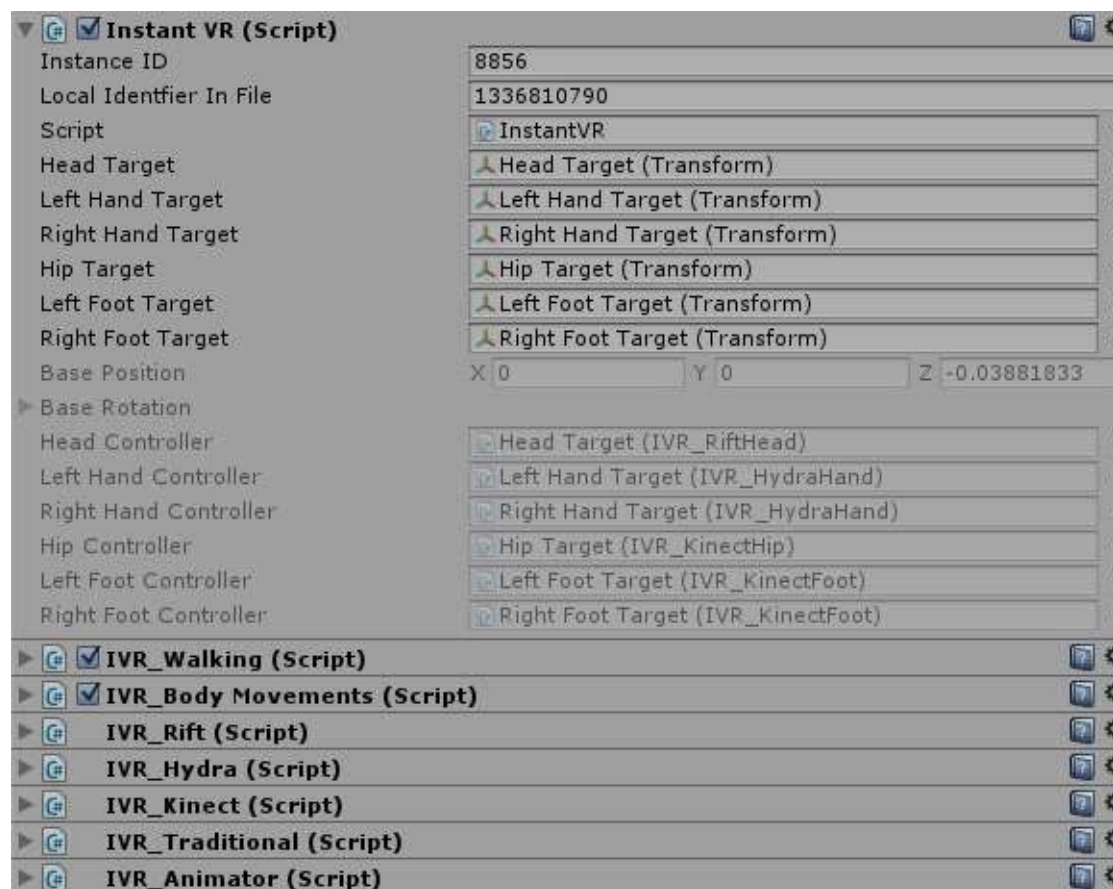 Instant VR (Script)
Instance ID 8856
Local Identfier In File 1336810790
Script InstantVR
Head Target Head Target (Transform)
Left Hand Target Left Hand Target (Transform)
Right Hand Target Right Hand Target (Transform)
Hip Target Hip Target (Transform)
Left Foot Target Left Foot Target (Transform)
Right Foot Target Right Foot Target (Transform)
Base Position X 0 Y 0 Z -0.03881833
Base Rotation
Head Controller Head Target (IVR_RiftHead)
Left Hand Controller Left Hand Target (IVR_HydraHand)
Right Hand Controller Right Hand Target (IVR_HydraHand)
Hip Controller Hip Target (IVR_KinectHip)
Left Foot Controller Left Foot Target (IVR_KinectFoot)
Right Foot Controller Right Foot Target (IVR_KinectFoot)
IVR_Walking (Script)
IVR_Body Movements (Script)
IVR_Rift (Script)
IVR_Hydra (Script)
IVR_Kinect (Script)
IVR_Traditional (Script)
IVR_Animator (Script)